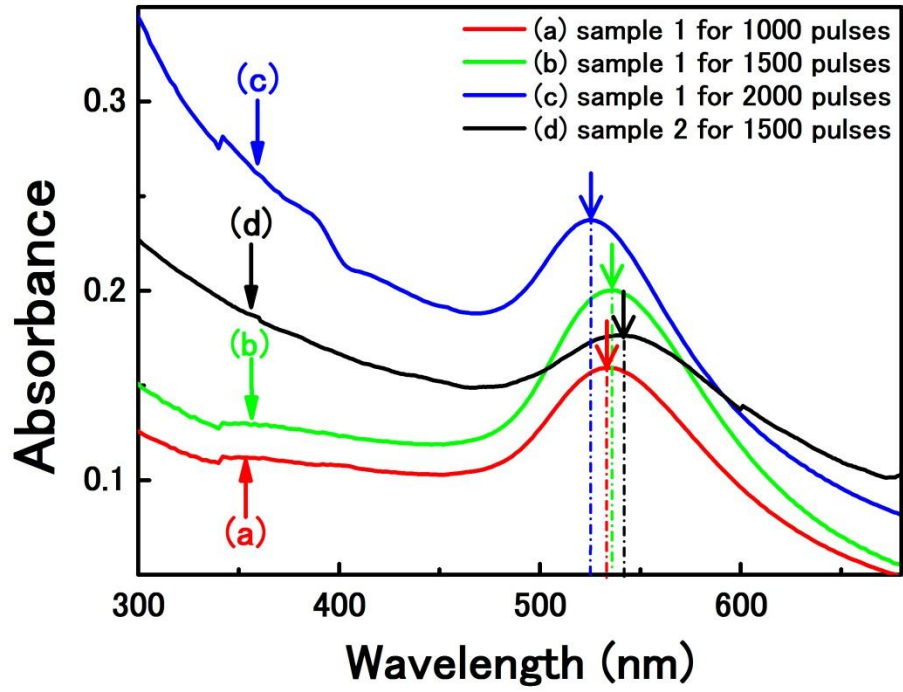 (a) sample 1 for 1000 pulses
(b) sample 1 for 1500 pulses
(c) sample 1 for 2000 pulses
(d) sample 2 for 1500 pulses
(c)
(d)
(b)
(a)
Absorbance
0.3
0.2
0.1
300 400 500 600
Wavelength (nm)